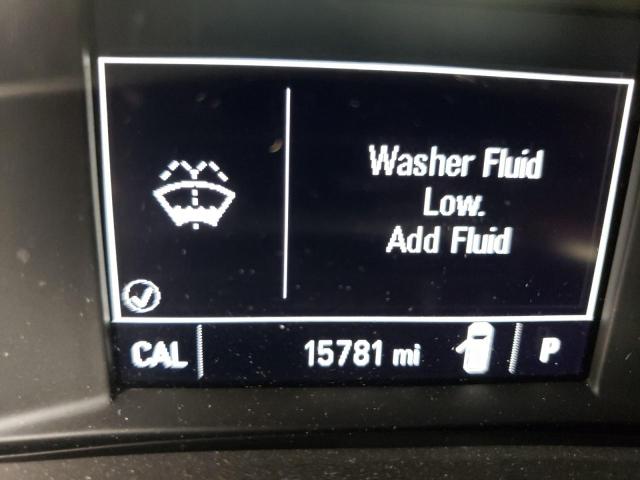 Washer Fluid
Low.
Add Fluid
CAL 15781 mi P